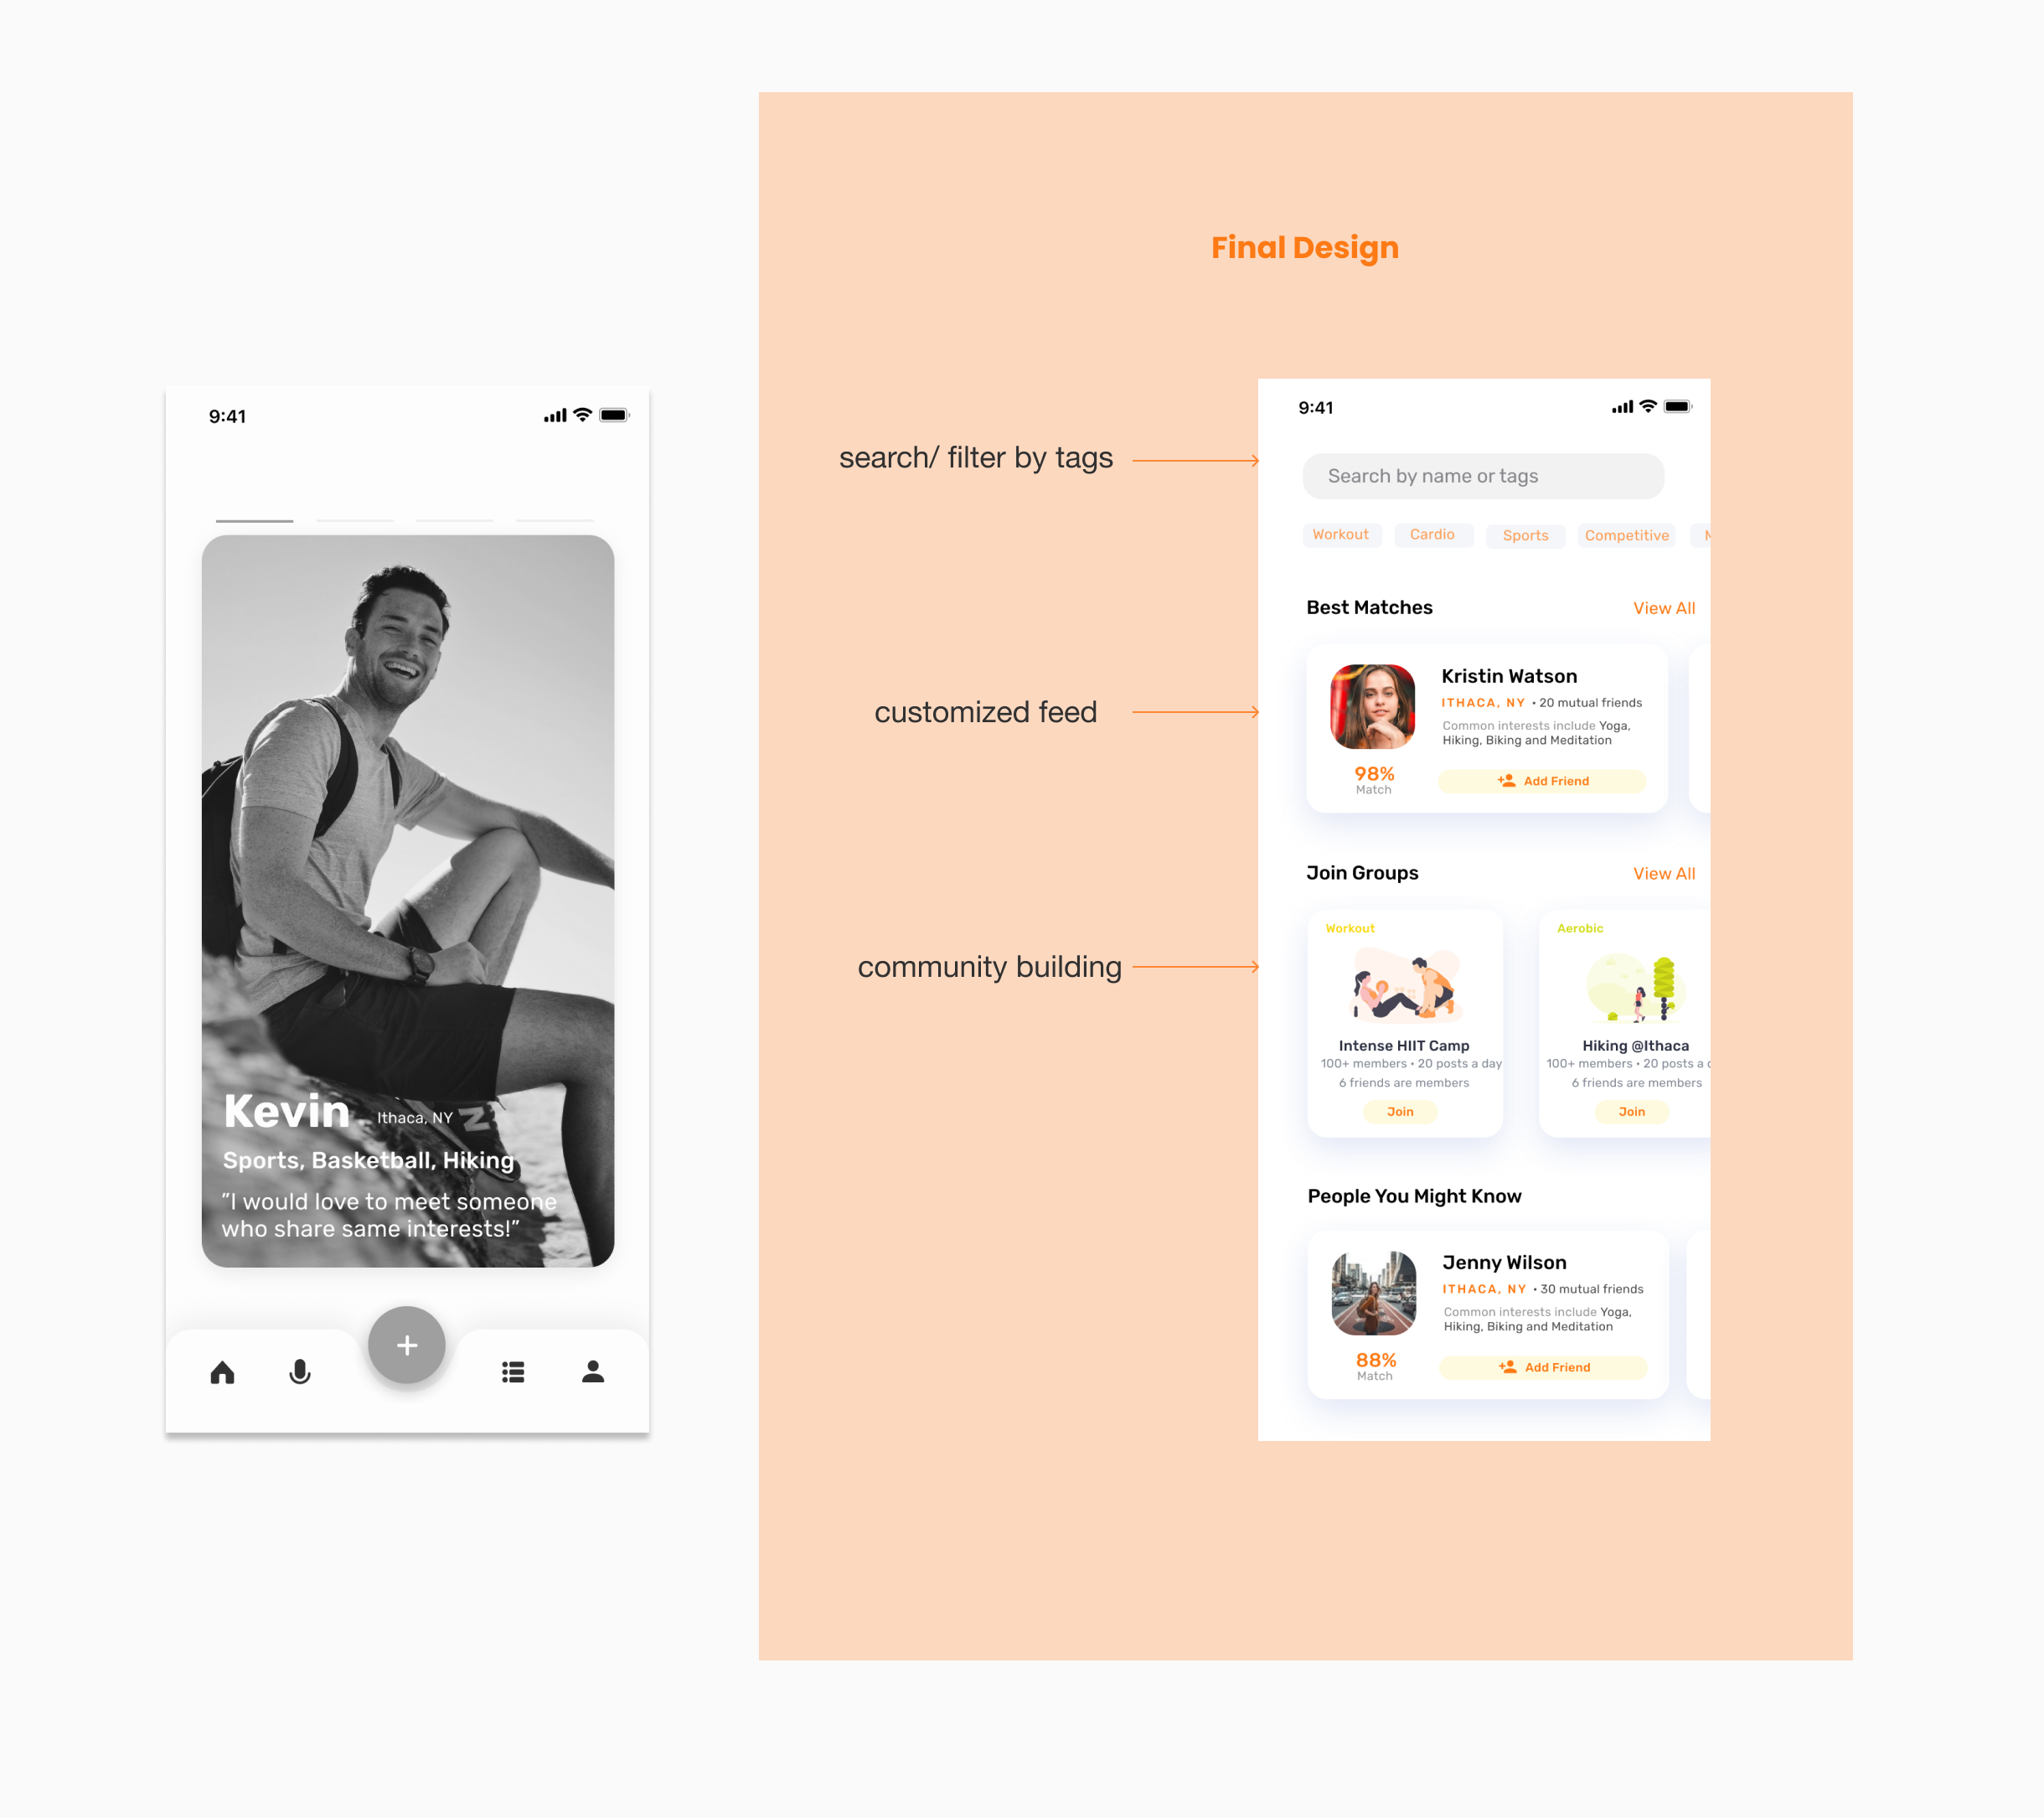 9:41
Kevin Ithaca, NY
Sports, Basketball, Hiking
”I would love to meet someone
who share same interests!”
Final Design
search/ filter by tags
customized feed
community building
9:41
Search by name or tags
Workout Cardio Sports Competitive
Best Matches View All
Kristin Watson
ITHACA, NY • 20 mutual friends
Common interests include Yoga,
Hiking, Biking and Meditation
98%
Match
Add Friend
Join Groups View All
Workout
Intense HIIT Camp
100+ members • 20 posts a day
6 friends are members
Join
Aerobic
Hiking @Ithaca
100+ members • 20 posts a
6 friends are members
Join
People You Might Know
Jenny Wilson
ITHACA, NY • 30 mutual friends
Common interests include Yoga,
Hiking, Biking and Meditation
88%
Match
Add Friend